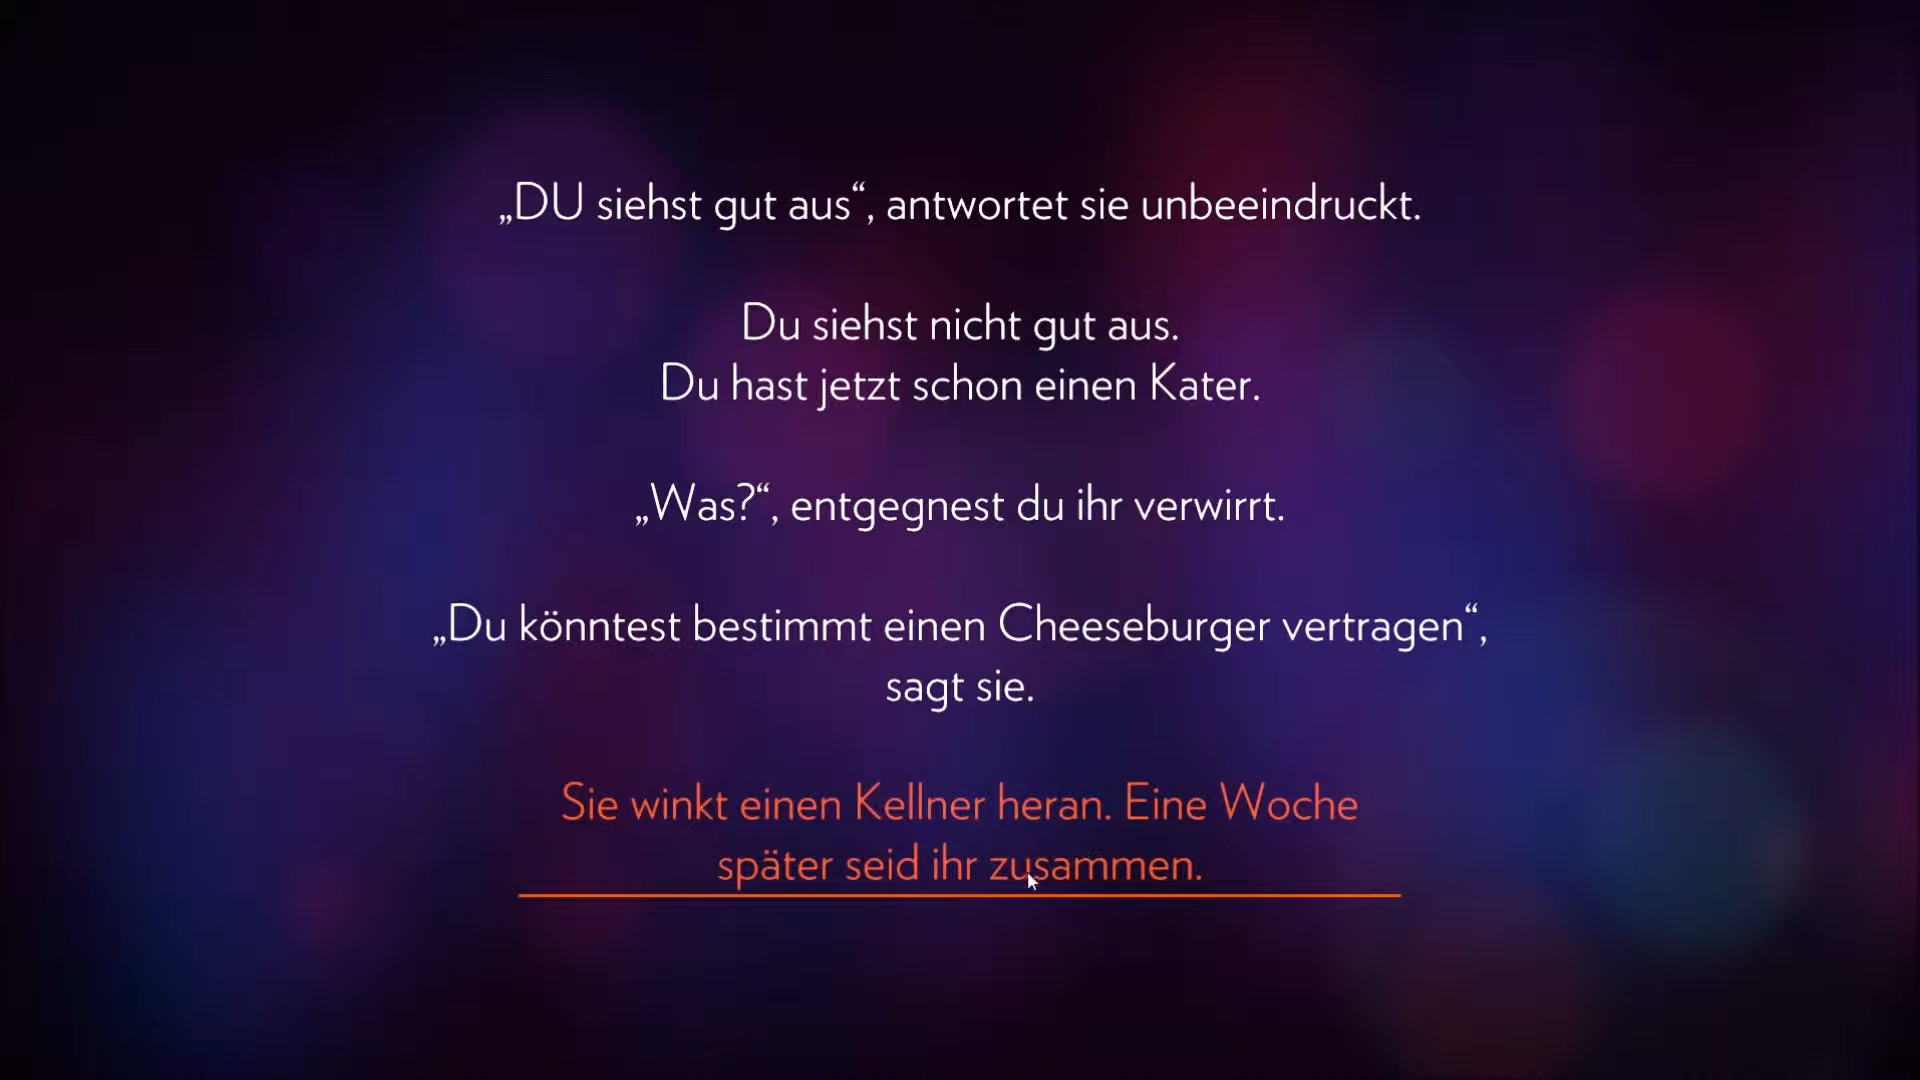 „DU siehst gut aus“, antwortet sie unbeeindruckt.
Du siehst nicht gut aus.
Du hast jetzt schon einen Kater.
„Was?“, entgegnest du ihr verwirrt.
„Du könntest bestimmt einen Cheeseburger vertragen“,
sagt sie.
Sie winkt einen Kellner heran. Eine Woche
später seid ihr zusammen.